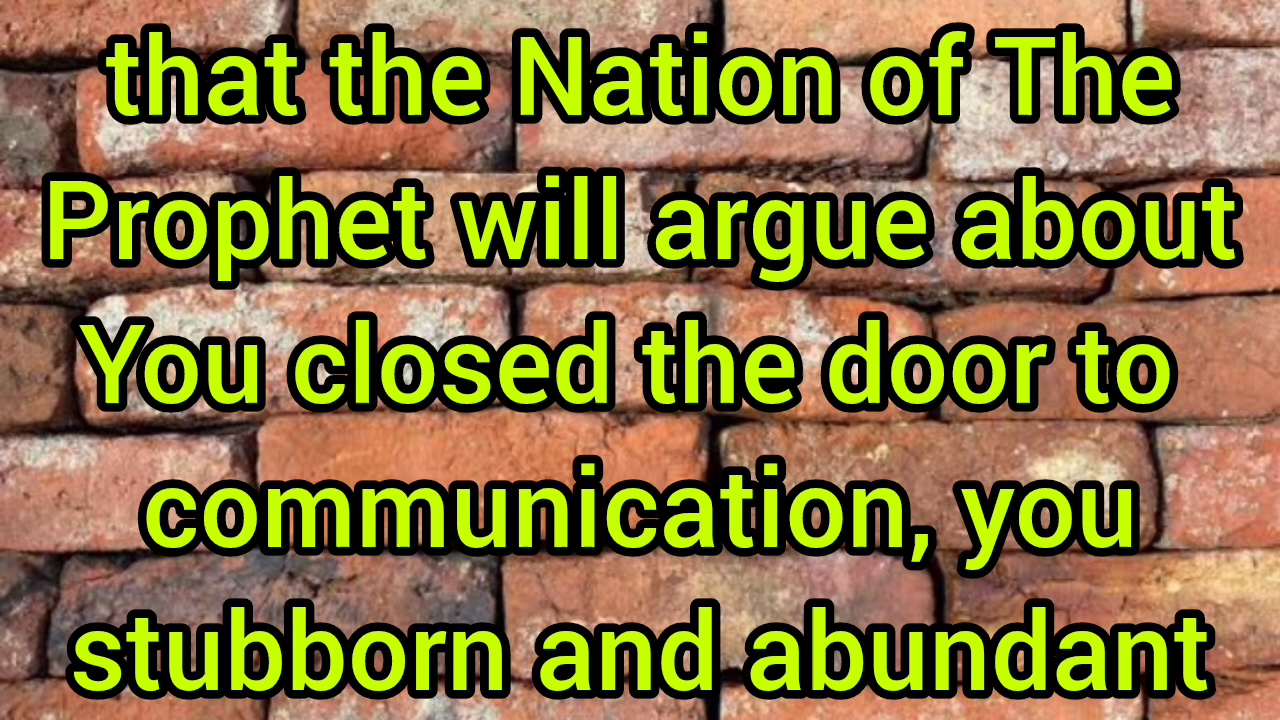 that the Nation of The
Prophet will argue about
You closed the door to
communication, you
stubborn and abundant